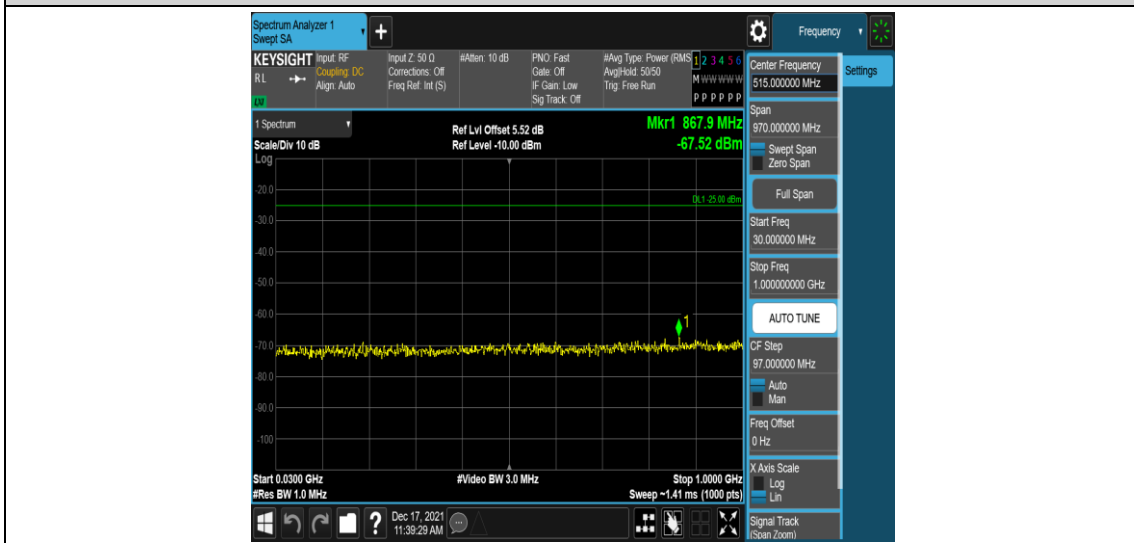 Spectrum Analyzer 1
Swept SA
+
Frequency
KEYSIGHT
RL
LXI
Input: RF
Coupling: DC
Align: Auto
Input Z: 50 Ω
Corrections: Off
Freq Ref: Int (S)
#Atten: 10 dB
PNO: Fast
Gate: Off
IF Gain: Low
Sig Track: Off
#Avg Type: Power (RMS
Avg|Hold: 50/50
Trig: Free Run
1 2 3 4 5 6
M W W W W W
P P P P P P
Center Frequency
515.000000 MHz
Settings
Span
970.000000 MHz
Swept Span
Zero Span
Full Span
Start Freq
30.000000 MHz
Stop Freq
1.000000000 GHz
AUTO TUNE
CF Step
97.000000 MHz
Auto
Man
Freq Offset
0 Hz
X Axis Scale
Log
Lin
Signal Track
(Span Zoom)
1 Spectrum
Scale/Div 10 dB
Log
Ref Lvl Offset 5.52 dB
Ref Level -10.00 dBm
Mkr1 867.9 MHz
-67.52 dBm
-20.0
DL1 -25.00 dBm
-30.0
-40.0
-50.0
-60.0
1
-70.0
-80.0
-90.0
-100
Start 0.0300 GHz
#Video BW 3.0 MHz
Stop 1.0000 GHz
#Res BW 1.0 MHz
Sweep ~1.41 ms (1000 pts)
?
Dec 17, 2021
11:39:29 AM